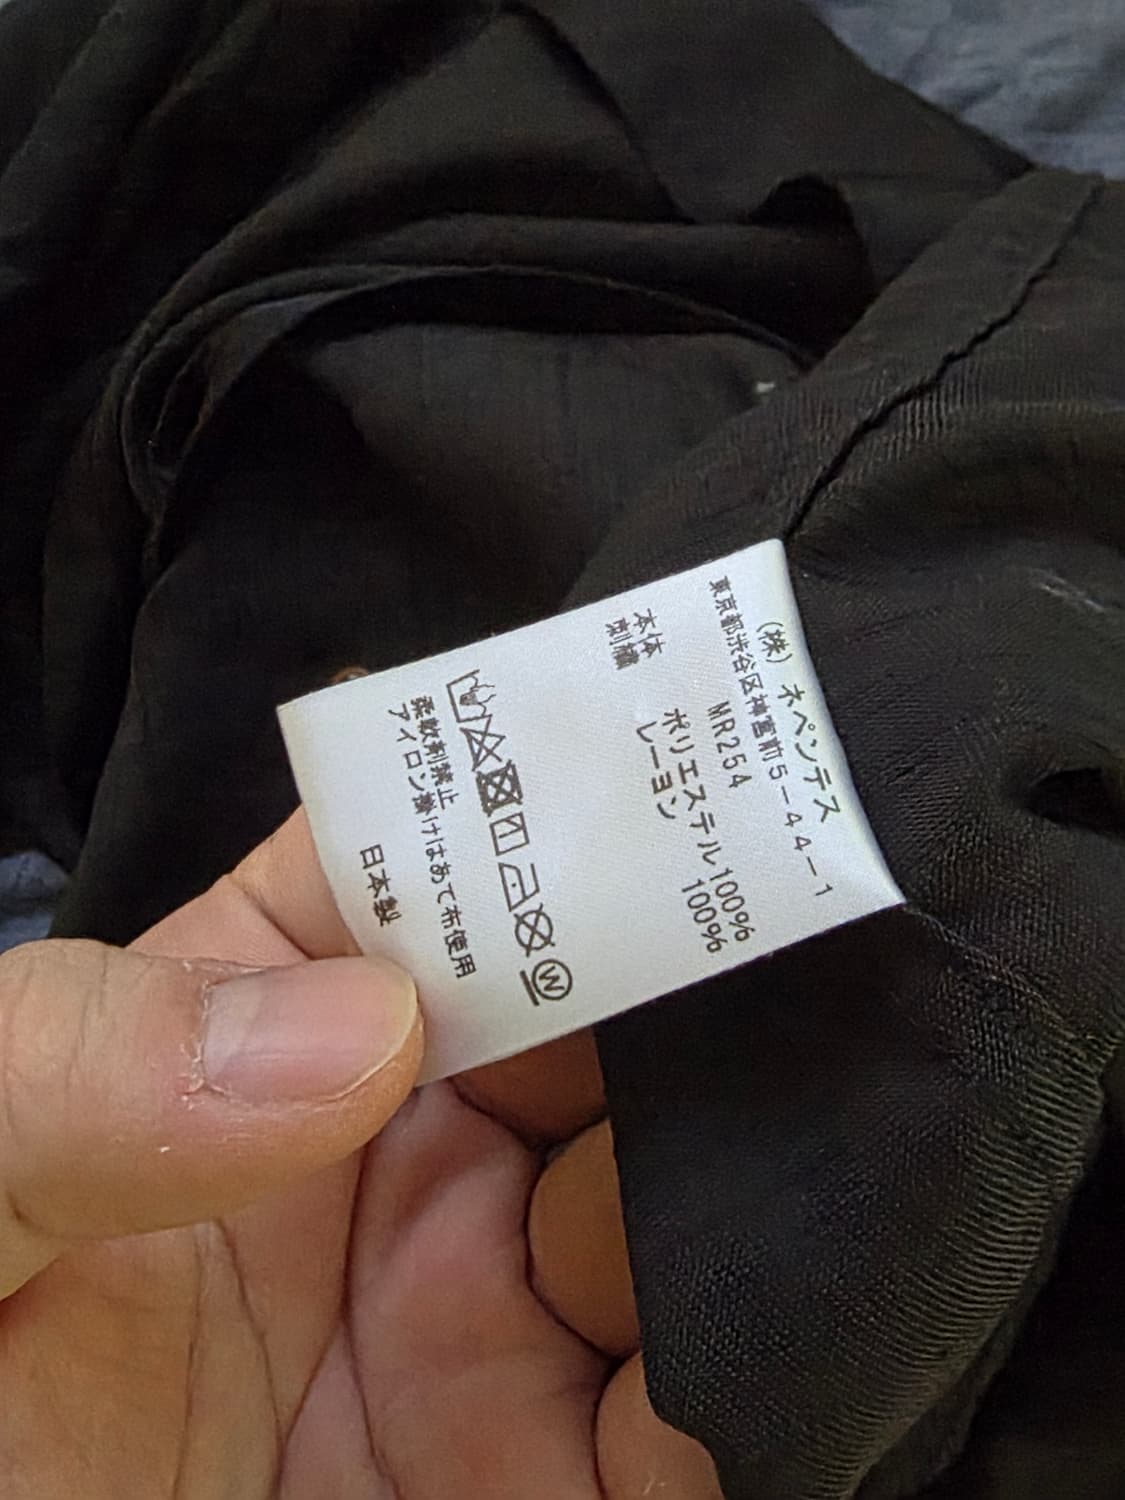 (株) ネペンテス
東京都渋谷区神宮前5-44-1
MR254
本体 ポリエステル100%
刺繍 レーヨン 100%
W
柔軟剤禁止
アイロン掛けはあて布使用
日本製